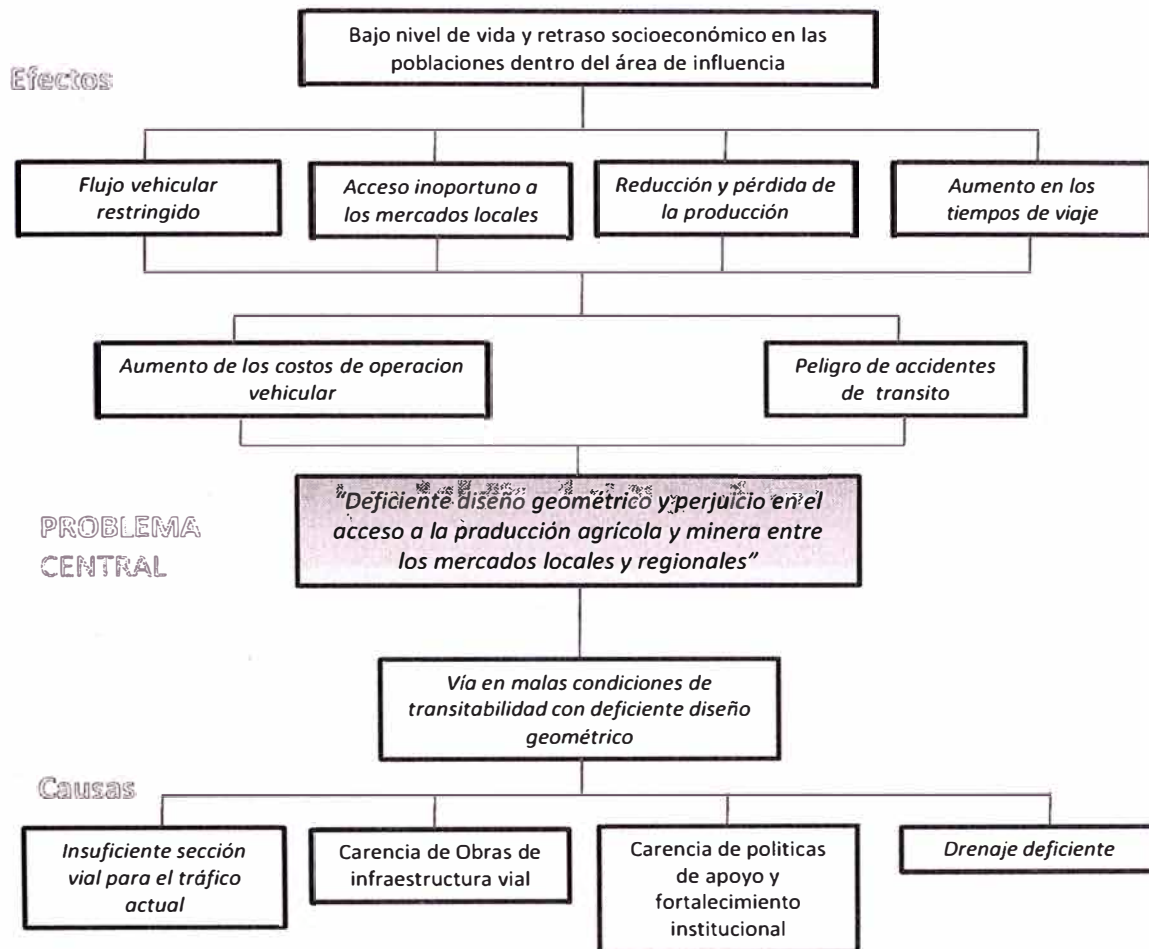 Bajo nivel de vida y retraso socioeconómico en las
poblaciones dentro del área de influencia
Efectos
Flujo vehicular
restringido
Acceso inoportuno a
los mercados locales
Reducción y pérdida de
la producción
Aumento en los
tiempos de viaje
Aumento de los costos de operacion
vehicular
Peligro de accidentes
de transito
PROBLEMA
CENTRAL
"Deficiente diseño geométrico y perjuicio en el
acceso a la producción agrícola y minera entre
los mercados locales y regionales"
Vía en malas condiciones de
transitabilidad con deficiente diseño
geométrico
Causas
Insuficiente sección
vial para el tráfico
actual
Carencia de Obras de
infraestructura vial
Carencia de politicas
de apoyo y
fortalecimiento
institucional
Drenaje deficiente